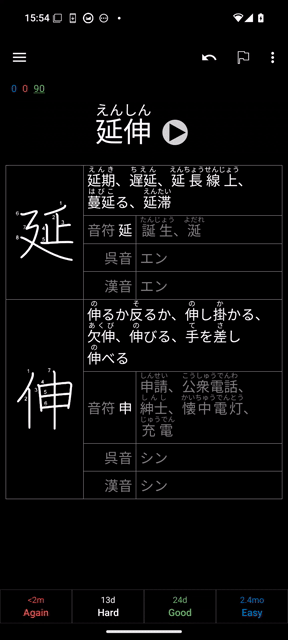 15:54
0 0 90
えんしん
延伸
えんき ちえん えんちょうせんじょう
延期、遅延、延長線上、
はびこ えんたい
蔓延る、延滞
延
たんじょう よだれ
音符 延 誕生、涎
呉音 エン
漢音 エン
の そ の か
伸るか反るか、伸し掛かる、
あくび の て さ
欠伸、伸びる、手を差し
の
伸べる
伸
しんせい こうしゅうでんわ
音符 申 申請、公衆電話、
しんし かいちゅうでんとう
紳士、懐中電灯、
じゅうでん
充電
呉音 シン
漢音 シン
<2m 13d 24d 2.4mo
Again Hard Good Easy